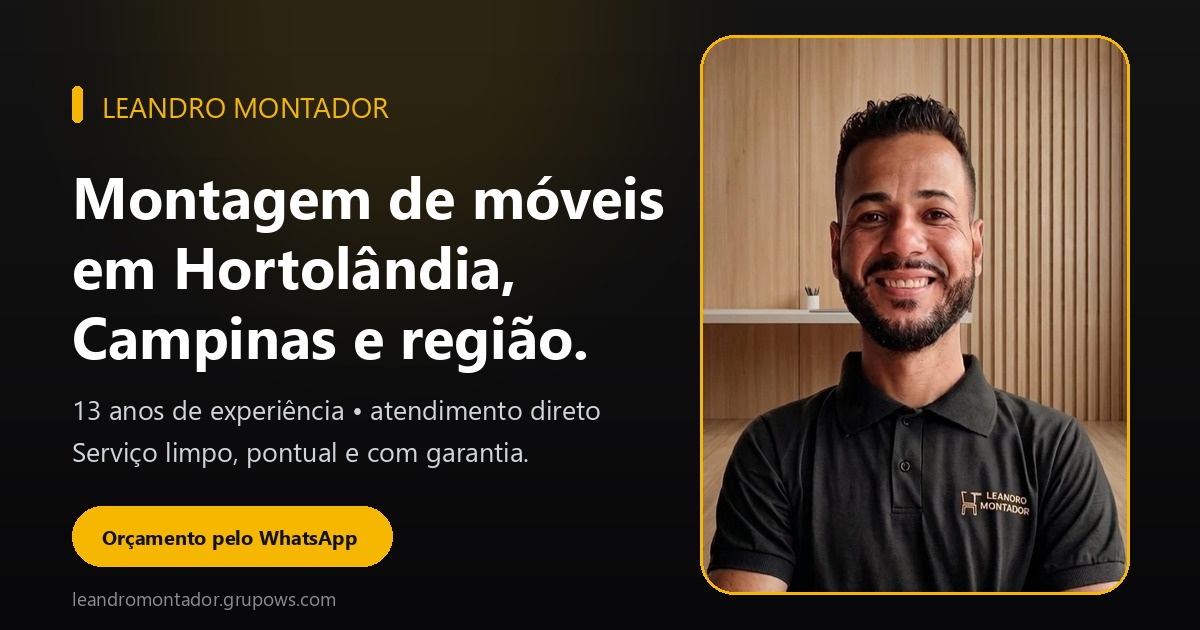 LEANDRO MONTADOR
Montagem de móveis
em Hortolândia,
Campinas e região.
13 anos de experiência • atendimento direto
Serviço limpo, pontual e com garantia.
Orçamento pelo WhatsApp
leandromontador.grupows.com
LEANDRO
MONTADOR